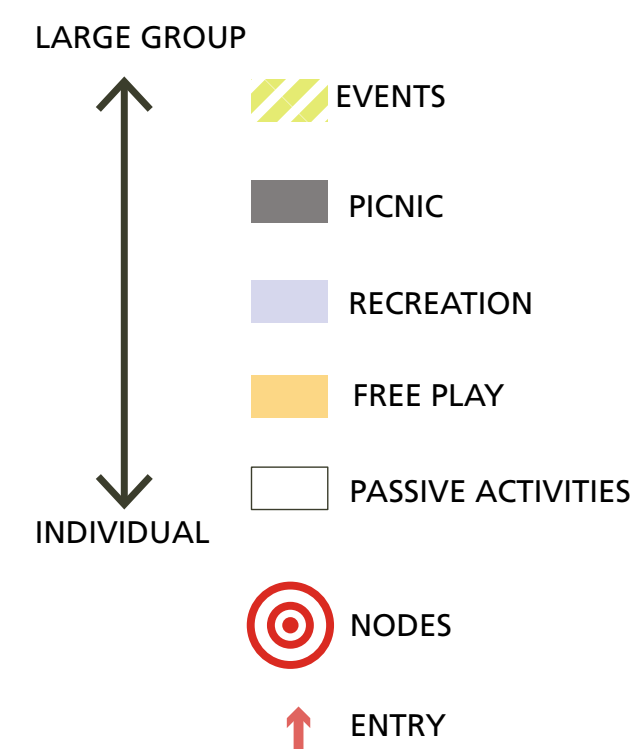 LARGE GROUP
EVENTS
PICNIC
RECREATION
FREE PLAY
PASSIVE ACTIVITIES
INDIVIDUAL
NODES
ENTRY